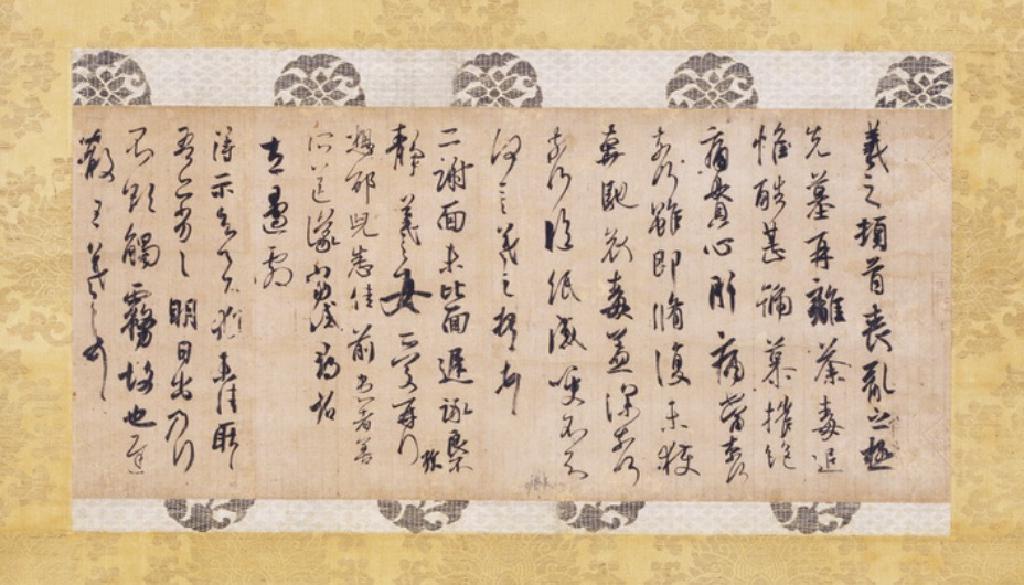 羲之頓首喪亂之極
先墓再離荼毒追
惟酷甚號慕摧絕
痛貫心肝痛當奈何
奈何雖即脩復未獲
奔馳哀毒益深奈何
奈何臨紙感哽不知
何言羲之頓首頓首
二謝面未比面遲詠良
靜羲之女愛再拜
想邵兒悉佳前患者善
所送議當試尋
左邊劇
得示知足下猶未佳耿耿
吾亦劣劣明日出乃行
不欲觸霧故也遲
散王羲之頓首